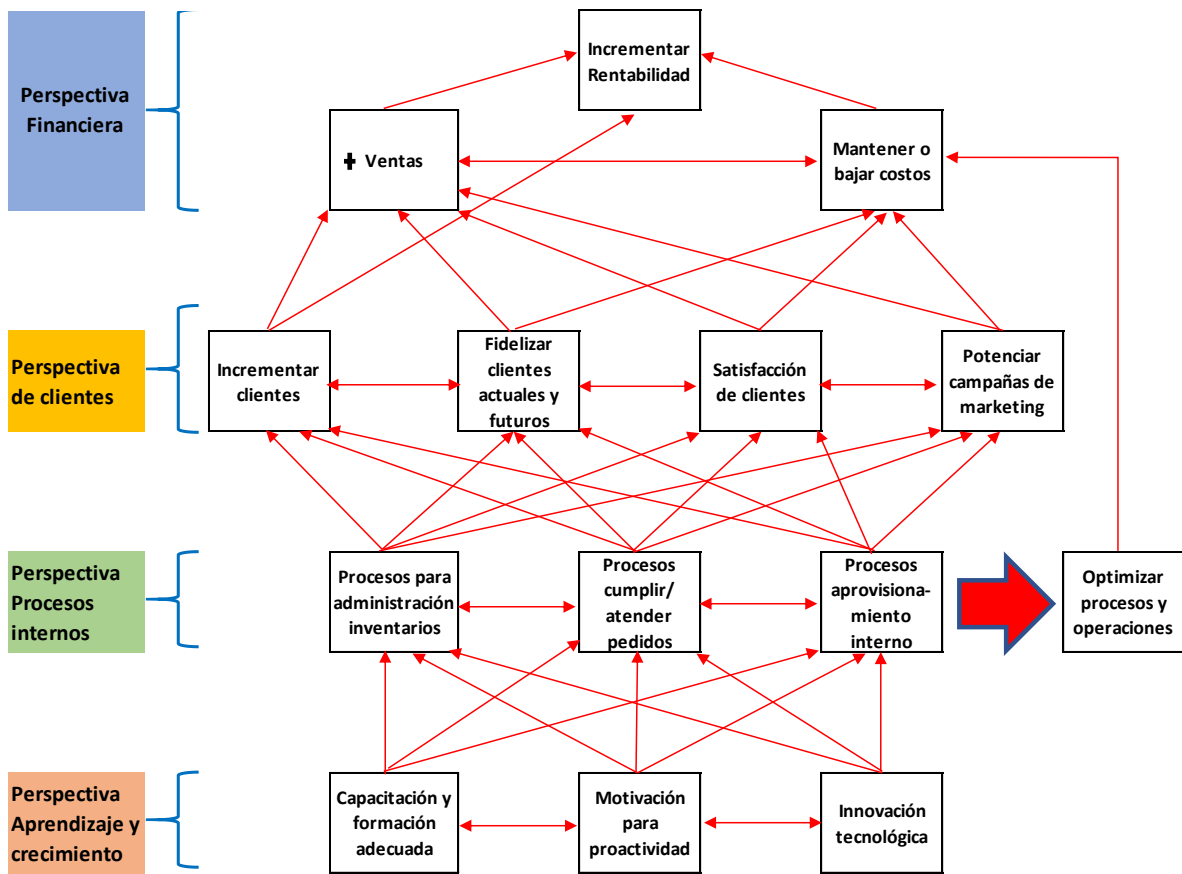 Perspectiva
Financiera
Incrementar
Rentabilidad
+ Ventas
Mantener o
bajar costos
Perspectiva
de clientes
Incrementar
clientes
Fidelizar
clientes
actuales y
futuros
Satisfacción
de clientes
Potenciar
campañas de
marketing
Perspectiva
Procesos
internos
Procesos para
administración
inventarios
Procesos
cumplir/
atender
pedidos
Procesos
aprovisiona-
miento
interno
Optimizar
procesos y
operaciones
Perspectiva
Aprendizaje y
crecimiento
Capacitación y
formación
adecuada
Motivación
para
proactividad
Innovación
tecnológica